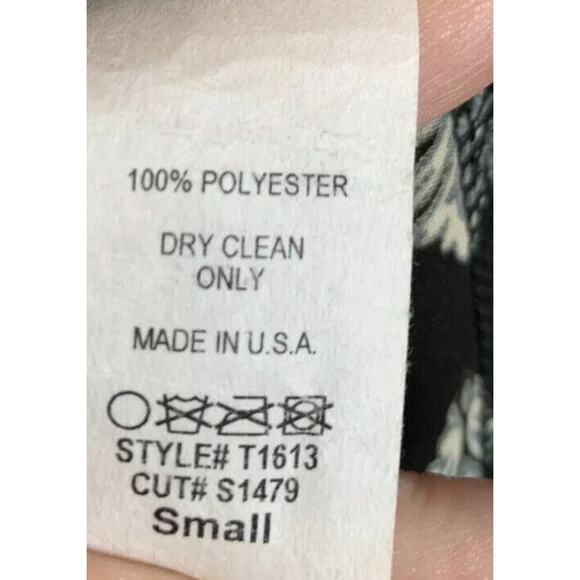 100% POLYESTER
DRY CLEAN
ONLY
MADE IN U.S.A.
STYLE# T1613
CUT# S1479
Small